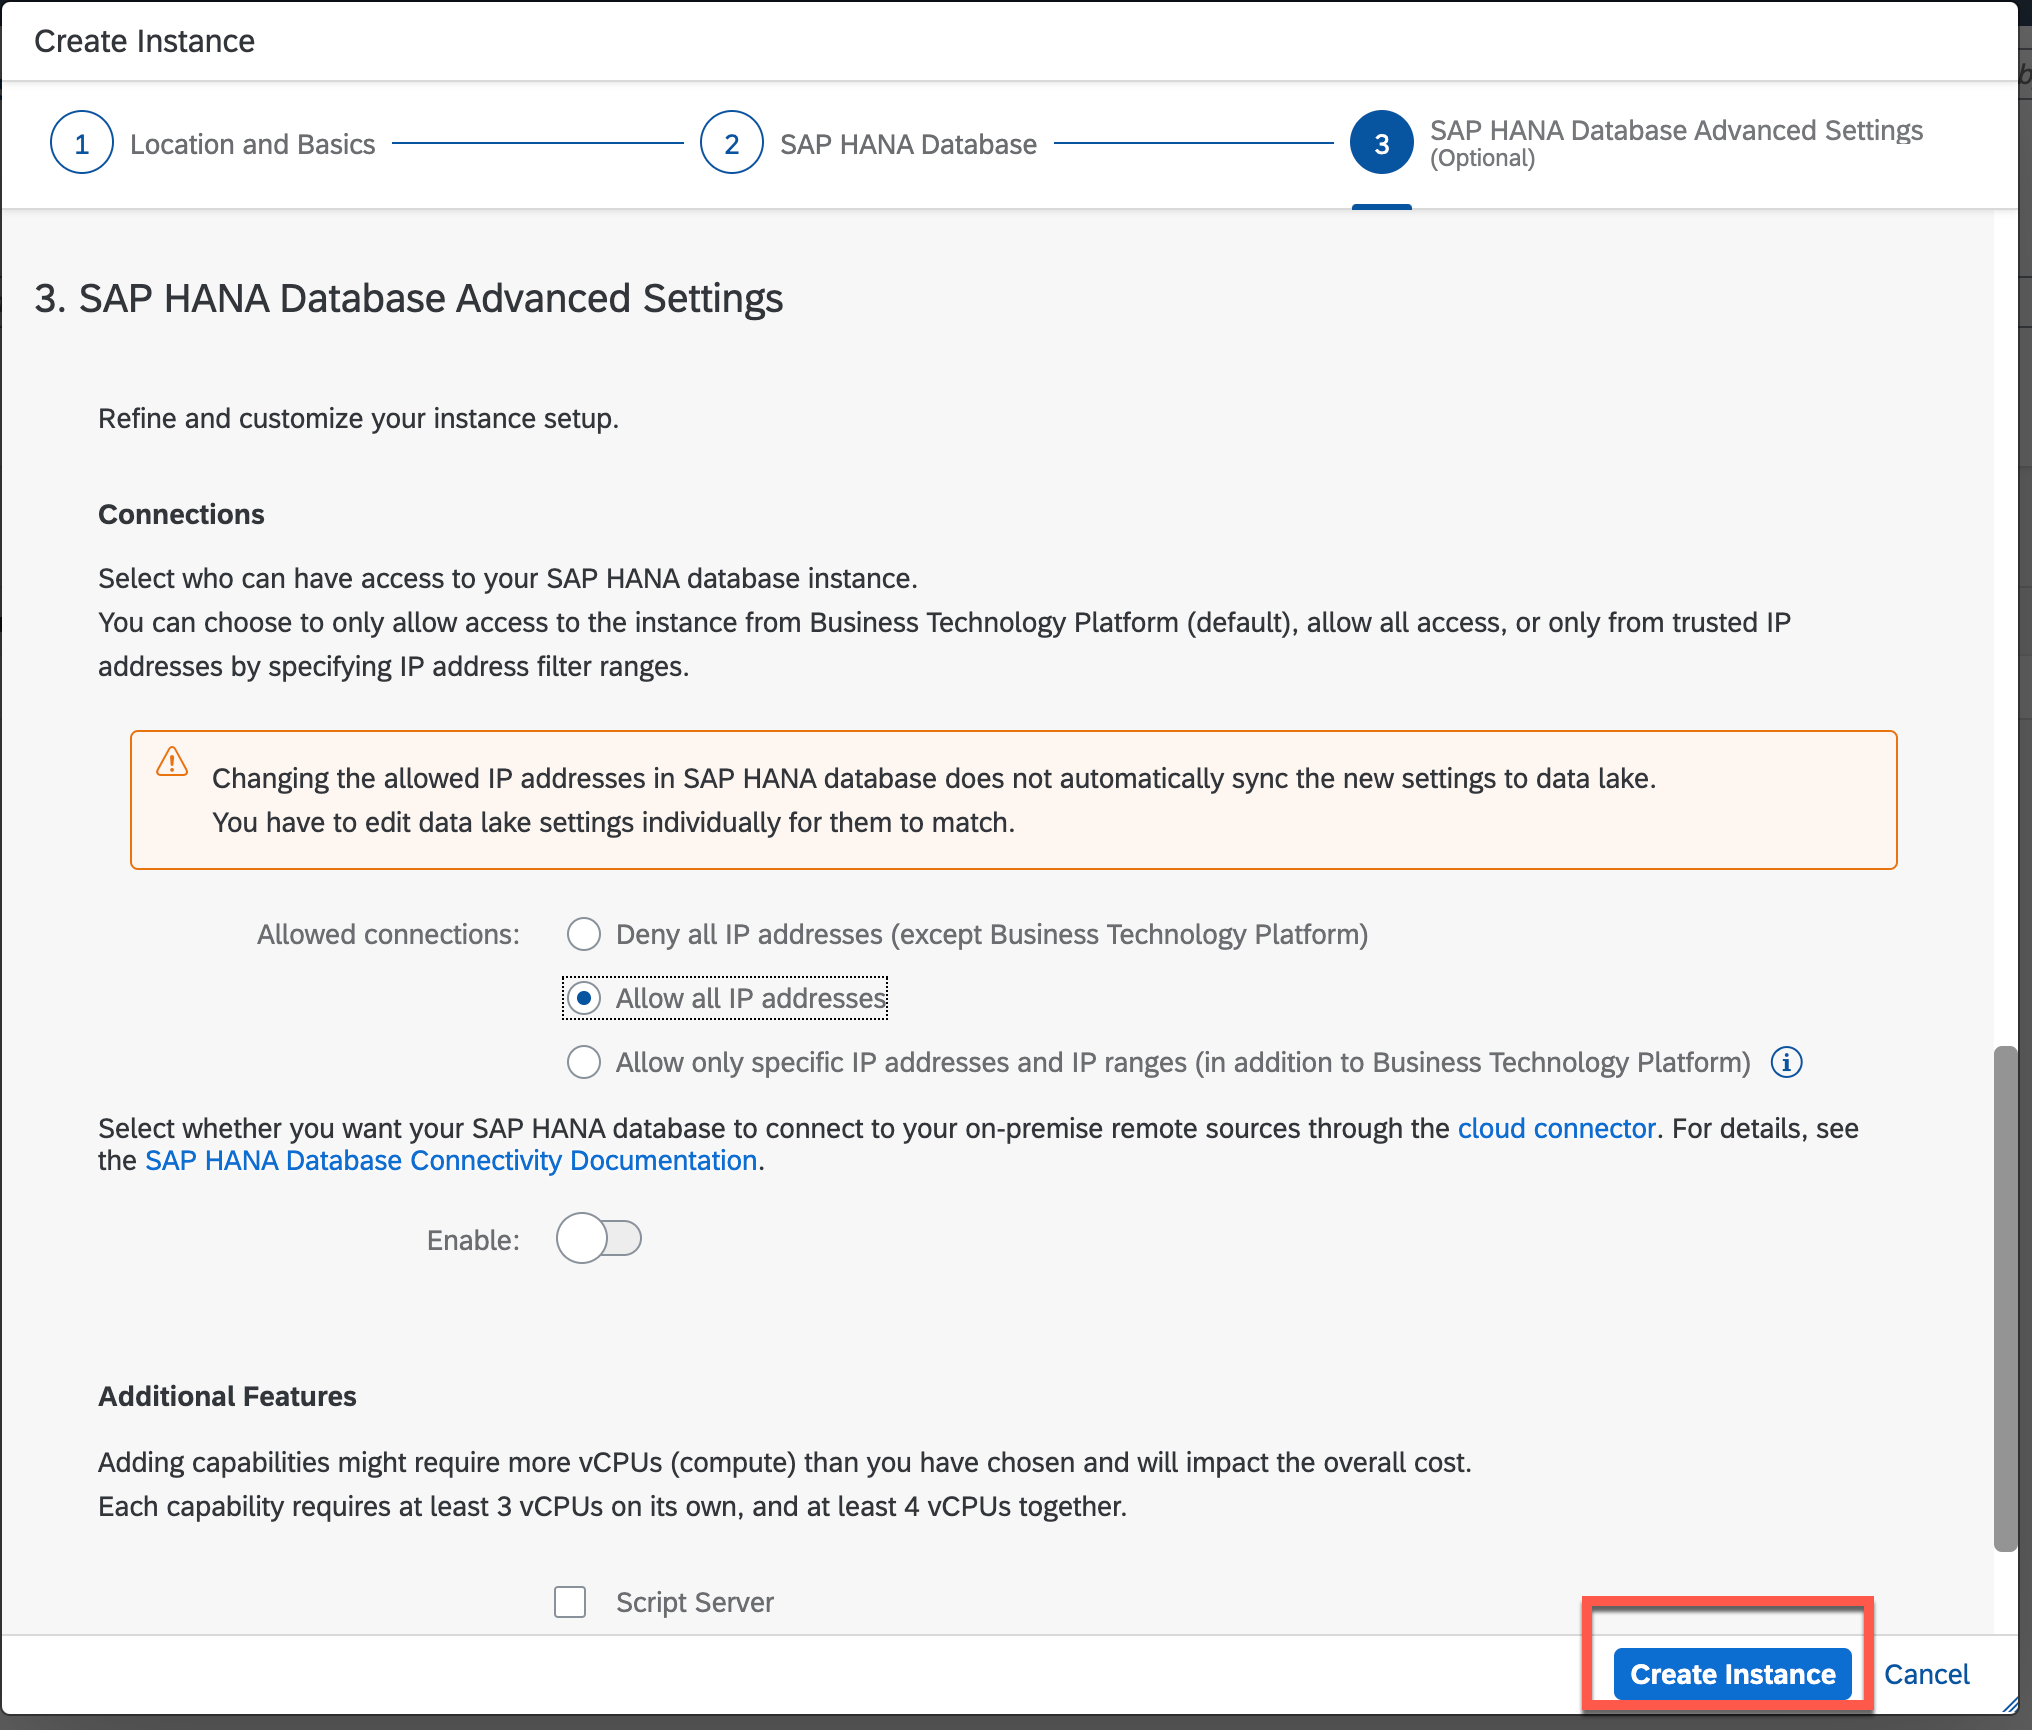 Create Instance
1 Location and Basics
2 SAP HANA Database
3 SAP HANA Database Advanced Settings
(Optional)
3. SAP HANA Database Advanced Settings
Refine and customize your instance setup.
Connections
Select who can have access to your SAP HANA database instance.
You can choose to only allow access to the instance from Business Technology Platform (default), allow all access, or only from trusted IP
addresses by specifying IP address filter ranges.
Changing the allowed IP addresses in SAP HANA database does not automatically sync the new settings to data lake.
You have to edit data lake settings individually for them to match.
Allowed connections:
Deny all IP addresses (except Business Technology Platform)
Allow all IP addresses
Allow only specific IP addresses and IP ranges (in addition to Business Technology Platform)
Select whether you want your SAP HANA database to connect to your on-premise remote sources through the cloud connector. For details, see
the SAP HANA Database Connectivity Documentation.
Enable:
Additional Features
Adding capabilities might require more vCPUs (compute) than you have chosen and will impact the overall cost.
Each capability requires at least 3 vCPUs on its own, and at least 4 vCPUs together.
Script Server
Create Instance
Cancel